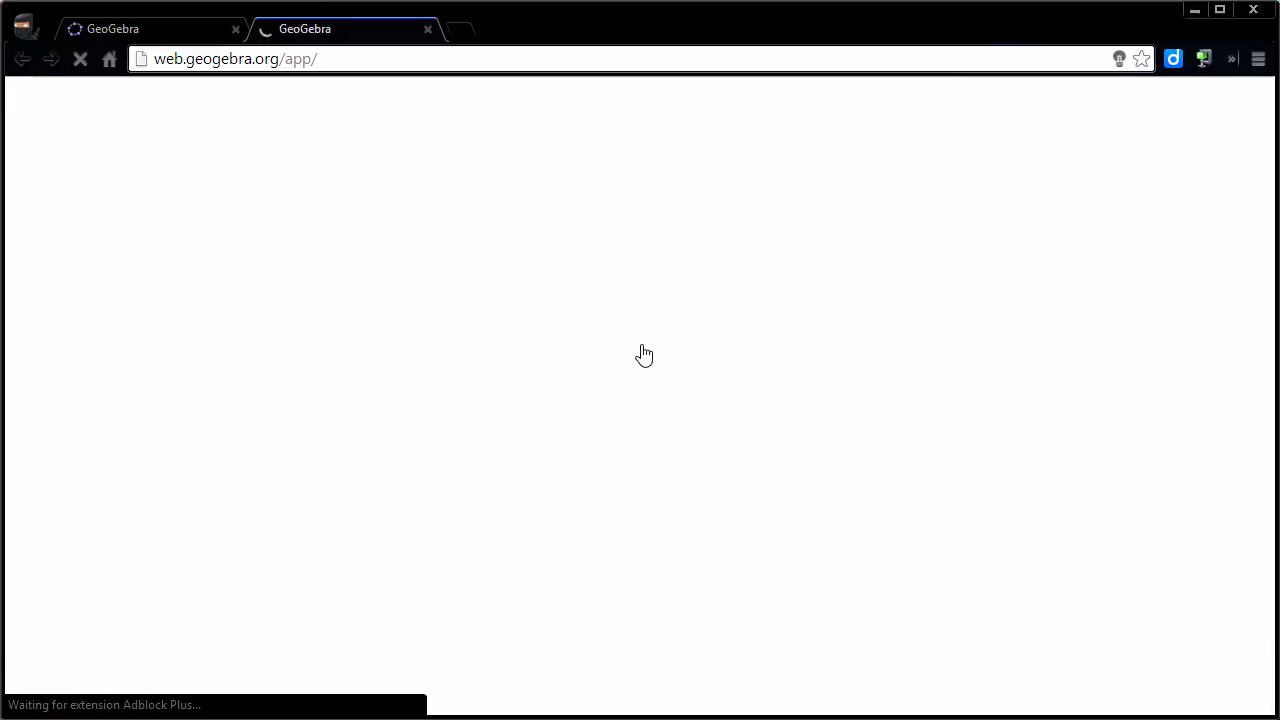 GeoGebra
GeoGebra
web.geogebra.org/app/
d
Waiting for extension Adblock Plus...